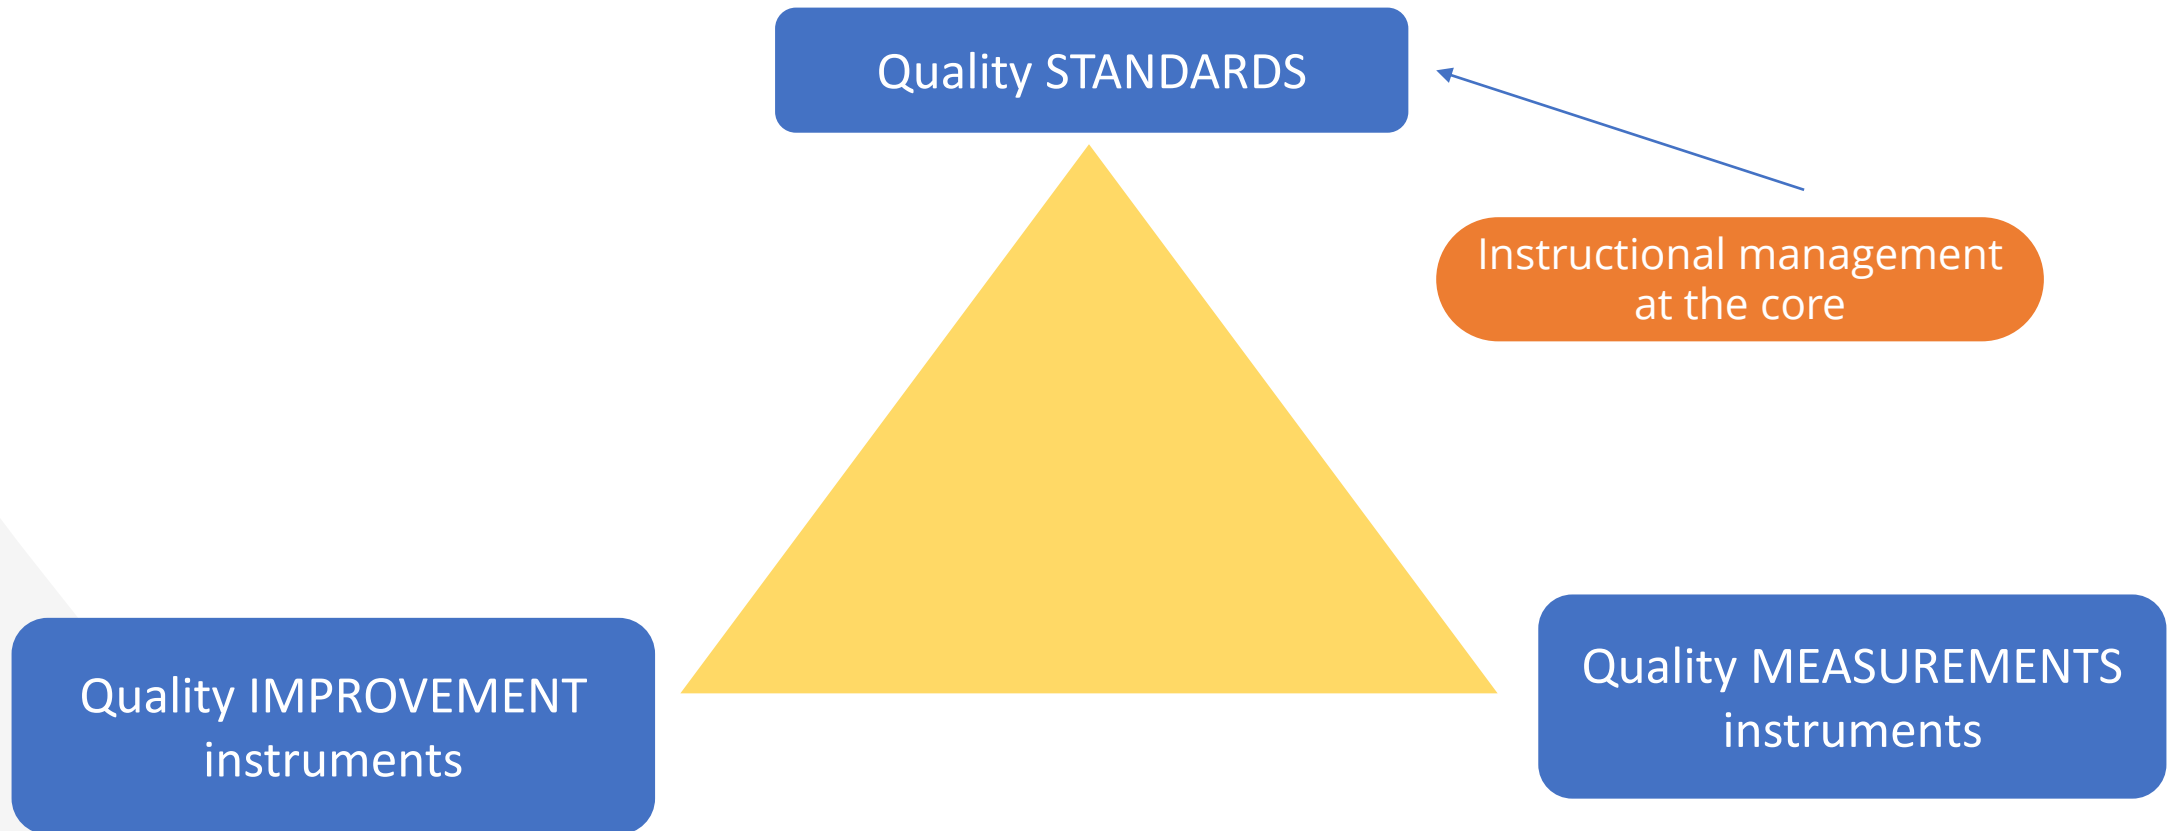 Quality STANDARDS
Instructional management
at the core
Quality IMPROVEMENT
instruments
Quality MEASUREMENTS
instruments